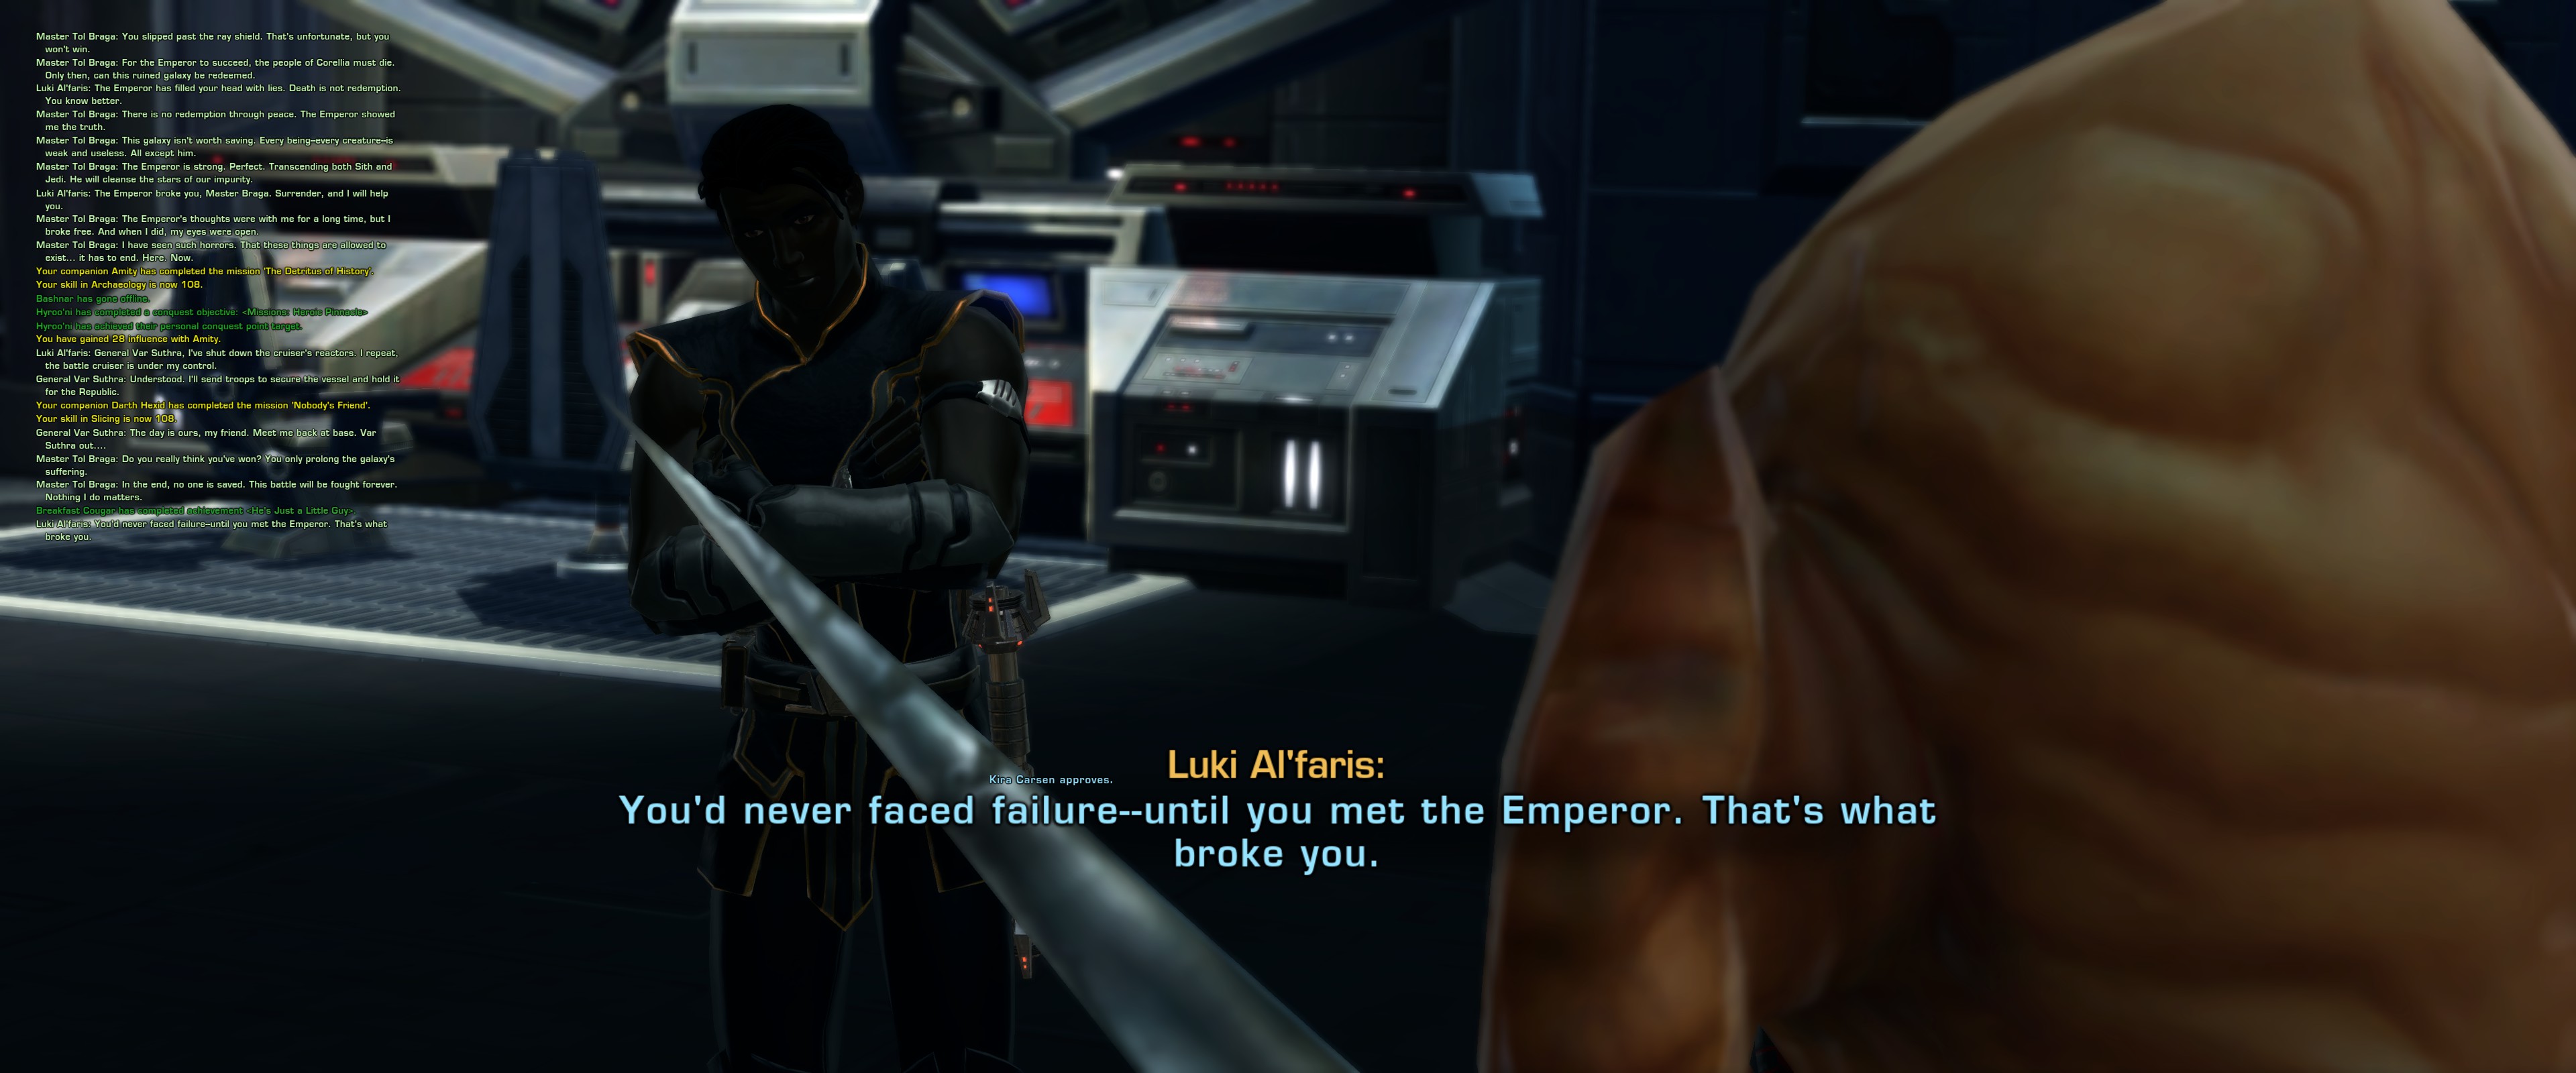 Master Tol Braga: You slipped past the ray shield. That's unfortunate, but you
won't win.
Master Tol Braga: For the Emperor to succeed, the people of Corellia must die.
Only then, can this ruined galaxy be redeemed.
Luki Al'faris: The Emperor has filled your head with lies. Death is not redemption.
You know better.
Master Tol Braga: There is no redemption through peace. The Emperor showed
me the truth.
Master Tol Braga: This galaxy isn't worth saving. Every being--every creature--is
weak and useless. All except him.
Master Tol Braga: The Emperor is strong. Perfect. Transcending both Sith and
Jedi. He will cleanse the stars of our impurity.
Luki Al'faris: The Emperor broke you, Master Braga. Surrender, and I will help
you.
Master Tol Braga: The Emperor's thoughts were with me for a long time, but I
broke free. And when I did, my eyes were open.
Master Tol Braga: I have seen such horrors. That these things are allowed to
exist... it has to end. Here. Now.
Your companion Amity has completed the mission 'The Detritus of History'.
Your skill in Archaeology is now 108.
Bashnar has gone offline.
Hyroo'ni has completed a conquest objective: <Missions: Heroic Pinnacle>
Hyroo'ni has achieved their personal conquest point target.
You have gained 28 influence with Amity.
Luki Al'faris: General Var Suthra, I've shut down the cruiser's reactors. I repeat,
the battle cruiser is under my control.
General Var Suthra: Understood. I'll send troops to secure the vessel and hold it
for the Republic.
Your companion Darth Hexid has completed the mission 'Nobody's Friend'.
Your skill in Slicing is now 108.
General Var Suthra: The day is ours, my friend. Meet me back at base. Var
Suthra out....
Master Tol Braga: Do you really think you've won? You only prolong the galaxy's
suffering.
Master Tol Braga: In the end, no one is saved. This battle will be fought forever.
Nothing I do matters.
Breakfast Cougar has completed achievement <He's Just a Little Guy>
Luki Al'faris: You'd never faced failure--until you met the Emperor. That's what
broke you.
Luki Al'faris:
Kira Carsen approves.
You'd never faced failure--until you met the Emperor. That's what
broke you.